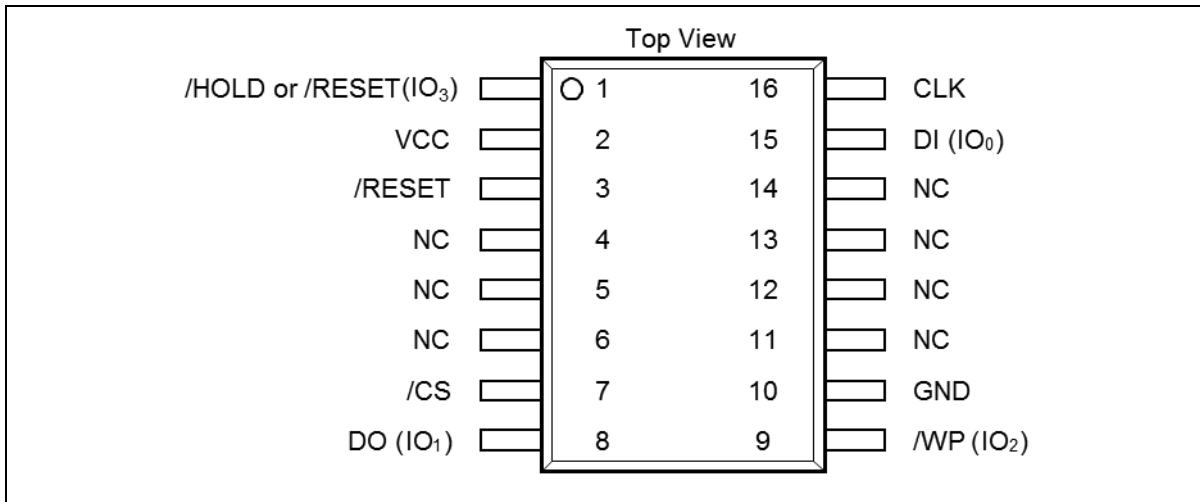 Top View
/HOLD or /RESET(IO₃) 1 16 CLK
VCC 2 15 DI (IO₀)
/RESET 3 14 NC
NC 4 13 NC
NC 5 12 NC
NC 6 11 NC
/CS 7 10 GND
DO (IO₁) 8 9 /WP (IO₂)